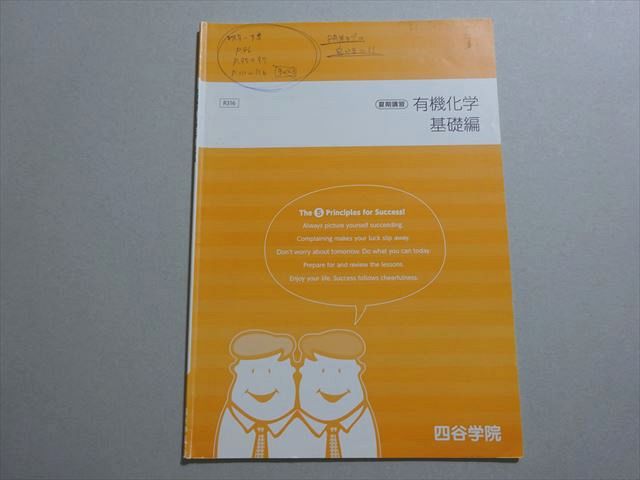 P.96
R316
夏期講習 有機化学
基礎編
The 5 Principles for Success!
Always picture yourself succeeding.
Complaining makes your luck slip away.
Don't worry about tomorrow. Do what you can today.
Prepare for and review the lessons.
Enjoy your life. Success follows cheerfulness.
四谷学院